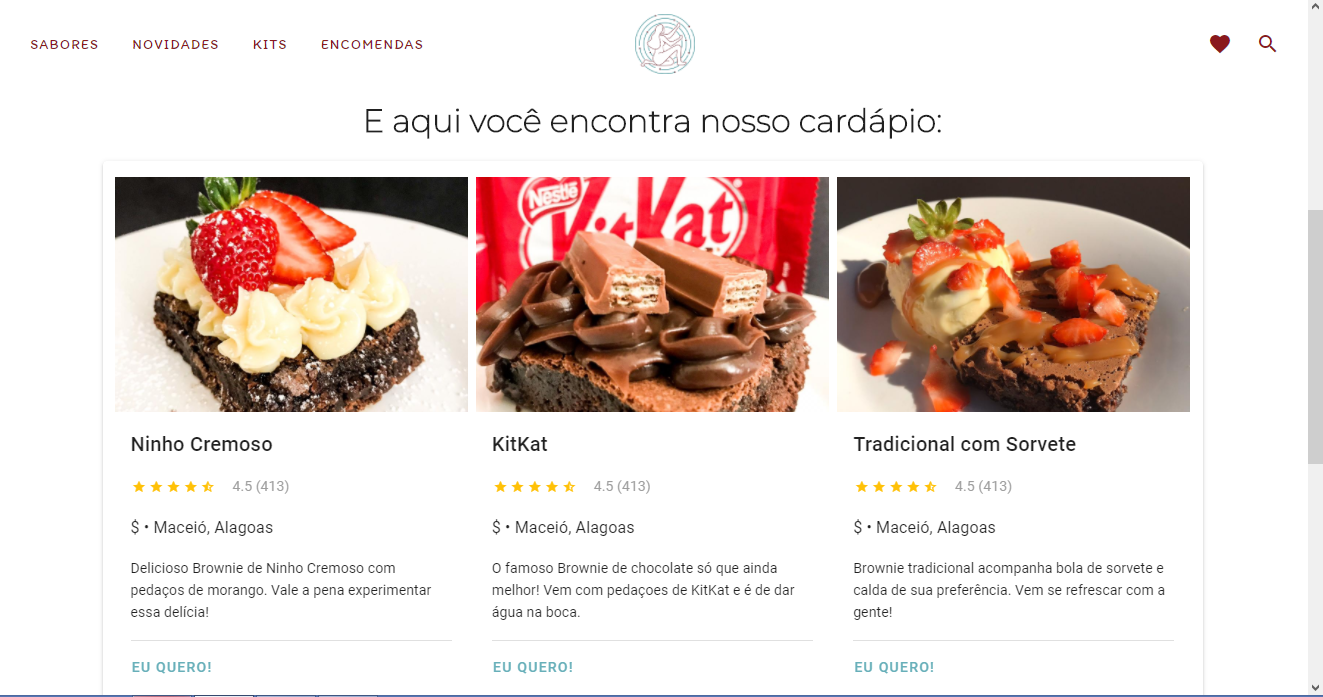 SABORES NOVIDADES KITS ENCOMENDAS
E aqui você encontra nosso cardápio:
Nestlé
KitKat
Ninho Cremoso
4.5 (413)
$ • Maceió, Alagoas
Delicioso Brownie de Ninho Cremoso com
pedaços de morango. Vale a pena experimentar
essa delícia!
EU QUERO!
KitKat
4.5 (413)
$ • Maceió, Alagoas
O famoso Brownie de chocolate só que ainda
melhor! Vem com pedaçoes de KitKat e é de dar
água na boca.
EU QUERO!
Tradicional com Sorvete
4.5 (413)
$ • Maceió, Alagoas
Brownie tradicional acompanha bola de sorvete e
calda de sua preferência. Vem se refrescar com a
gente!
EU QUERO!